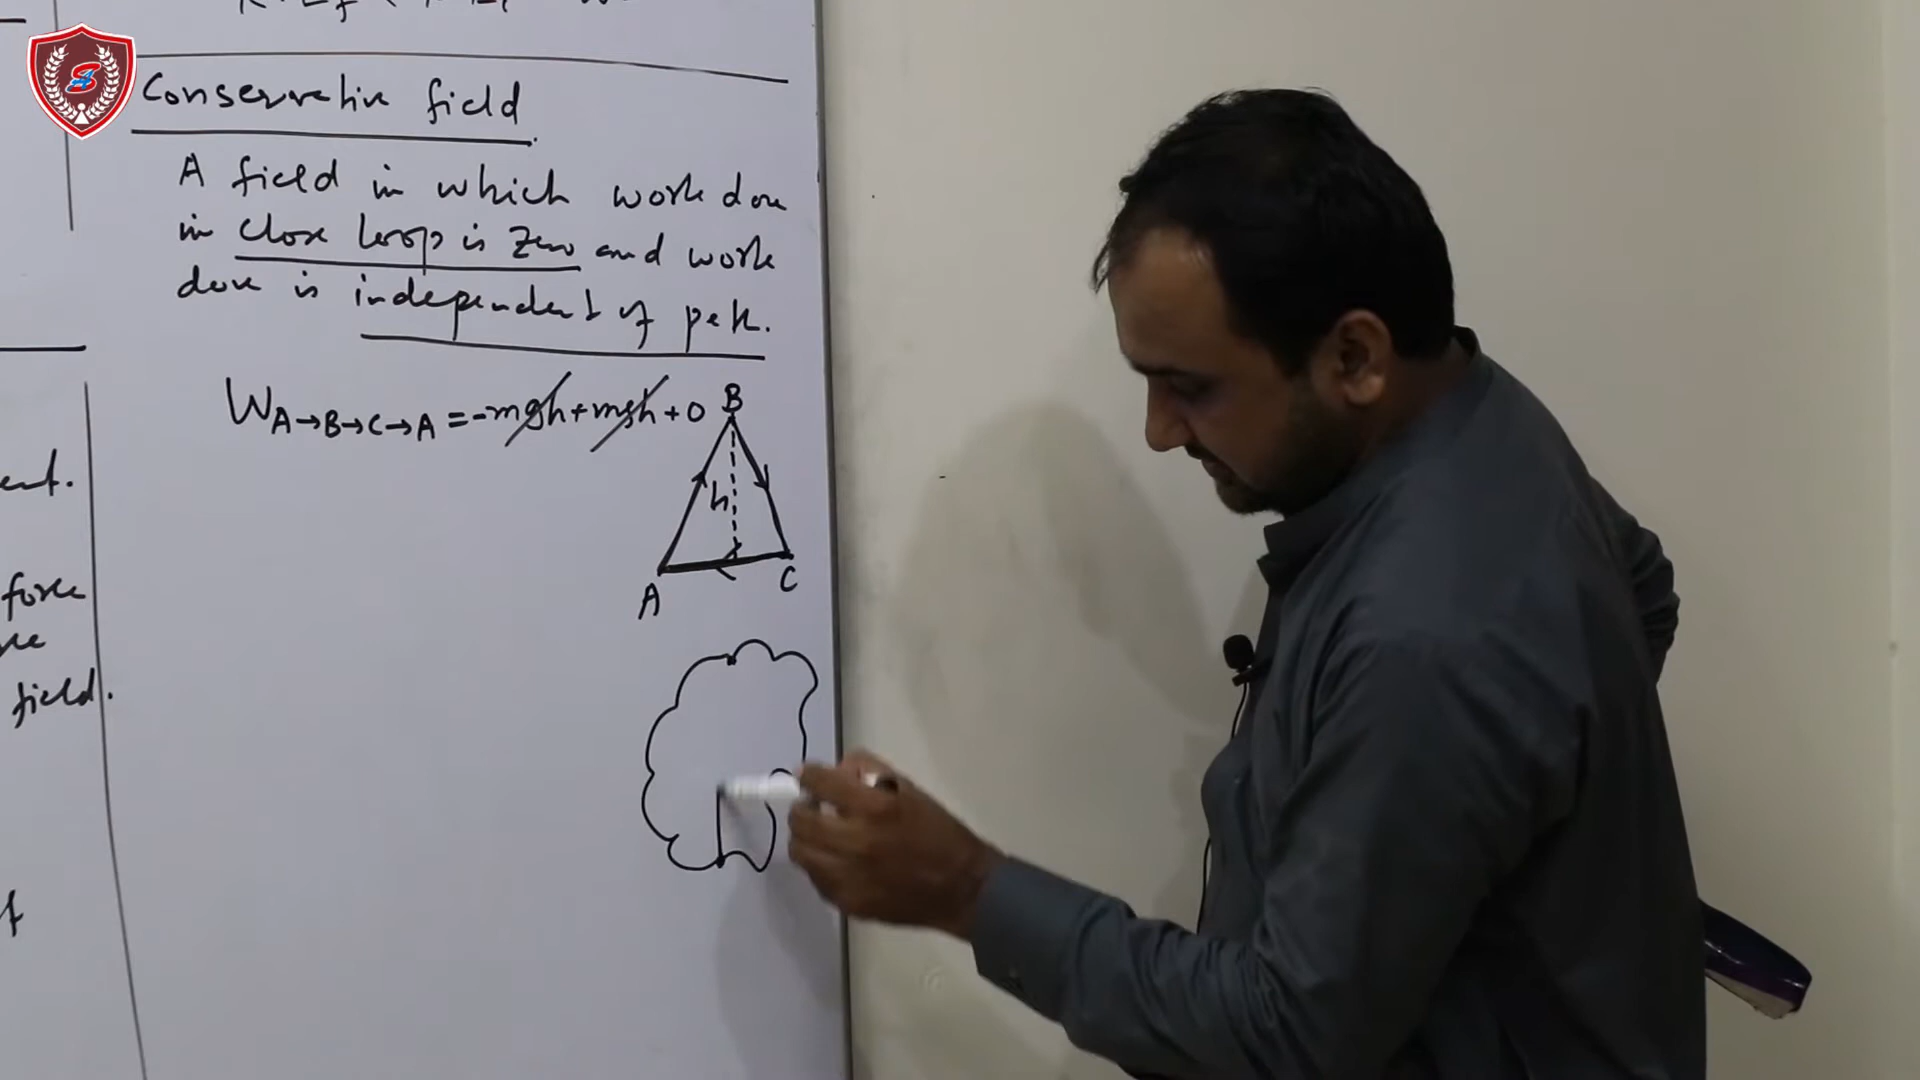 Conservative field
A field in which work done
in close loop is zero and work
done is independent of path.
W A→B→C→A = -mgh + mgh + 0
B
h
A
C
ent.
force
field.